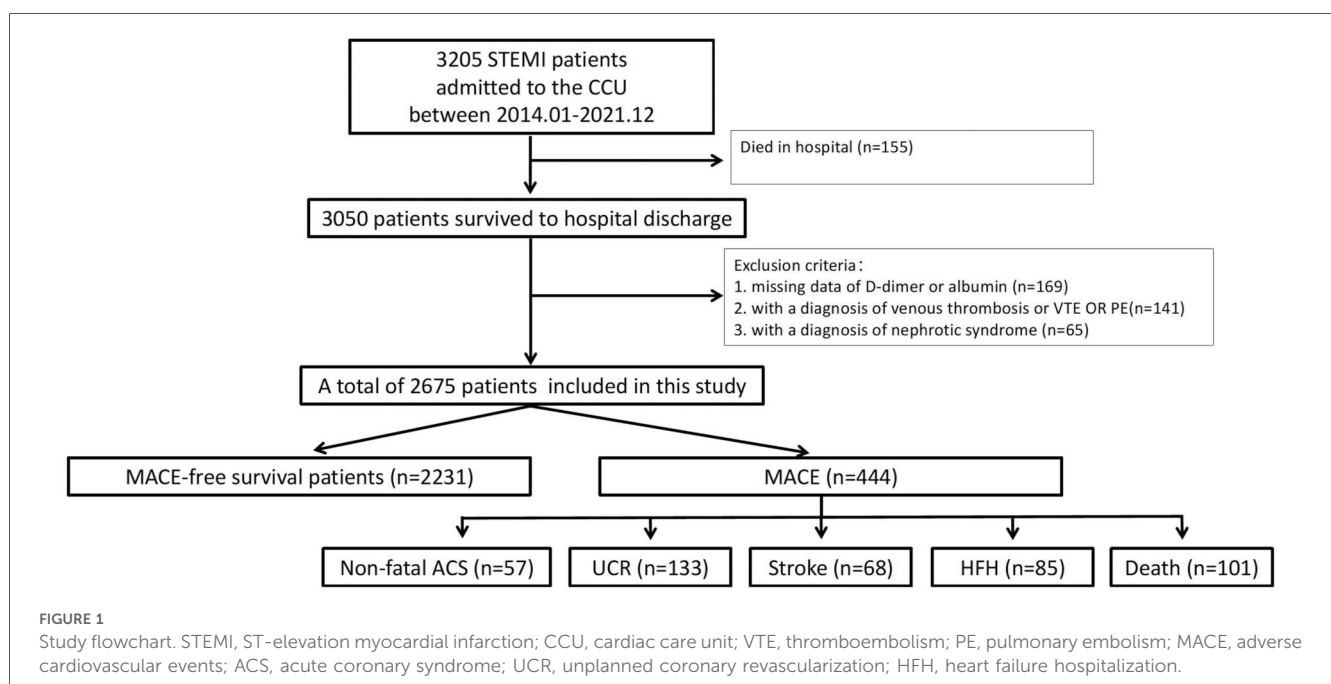 3205 STEMI patients
admitted to the CCU
between 2014.01-2021.12
Died in hospital (n=155)
3050 patients survived to hospital discharge
Exclusion criteria：
1. missing data of D-dimer or albumin (n=169)
2. with a diagnosis of venous thrombosis or VTE OR PE(n=141)
3. with a diagnosis of nephrotic syndrome (n=65)
A total of 2675 patients included in this study
MACE-free survival patients (n=2231)
MACE (n=444)
Non-fatal ACS (n=57)
UCR (n=133)
Stroke (n=68)
HFH (n=85)
Death (n=101)
FIGURE 1
Study flowchart. STEMI, ST-elevation myocardial infarction; CCU, cardiac care unit; VTE, thromboembolism; PE, pulmonary embolism; MACE, adverse
cardiovascular events; ACS, acute coronary syndrome; UCR, unplanned coronary revascularization; HFH, heart failure hospitalization.